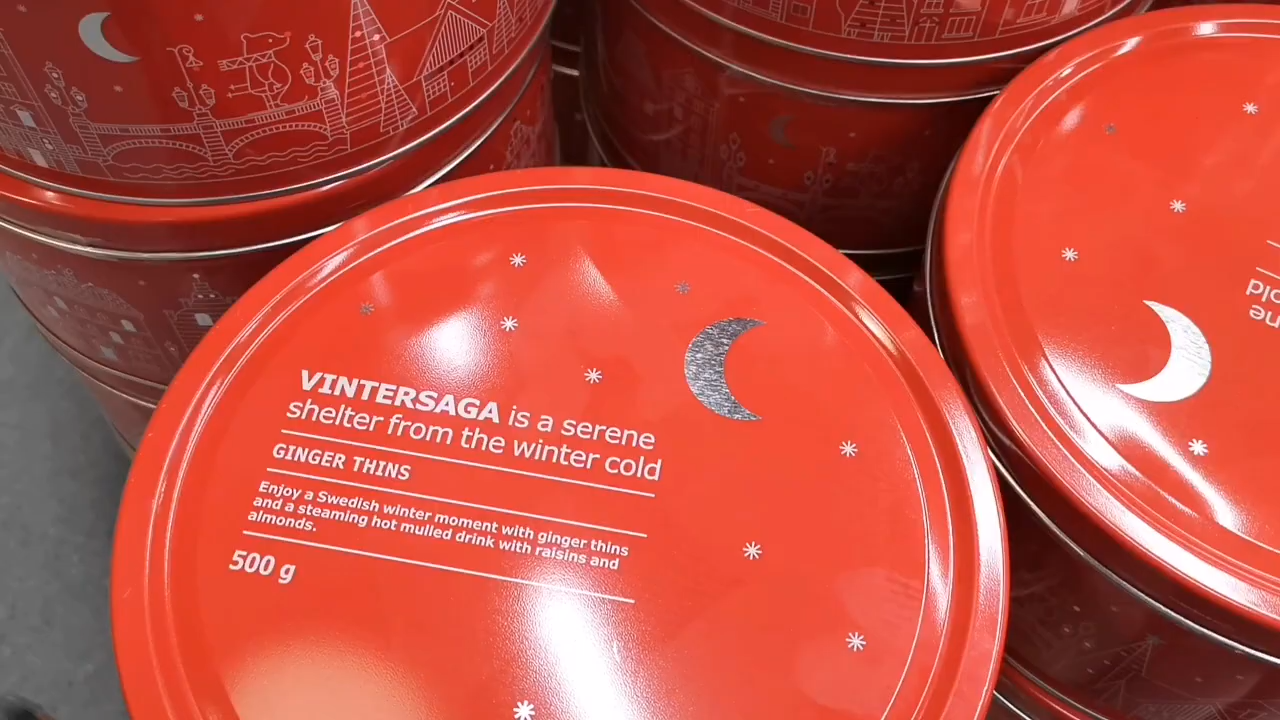 VINTERSAGA is a serene
shelter from the winter cold
GINGER THINS
Enjoy a Swedish winter moment with ginger thins
and a steaming hot mulled drink with raisins and
almonds.
500 g